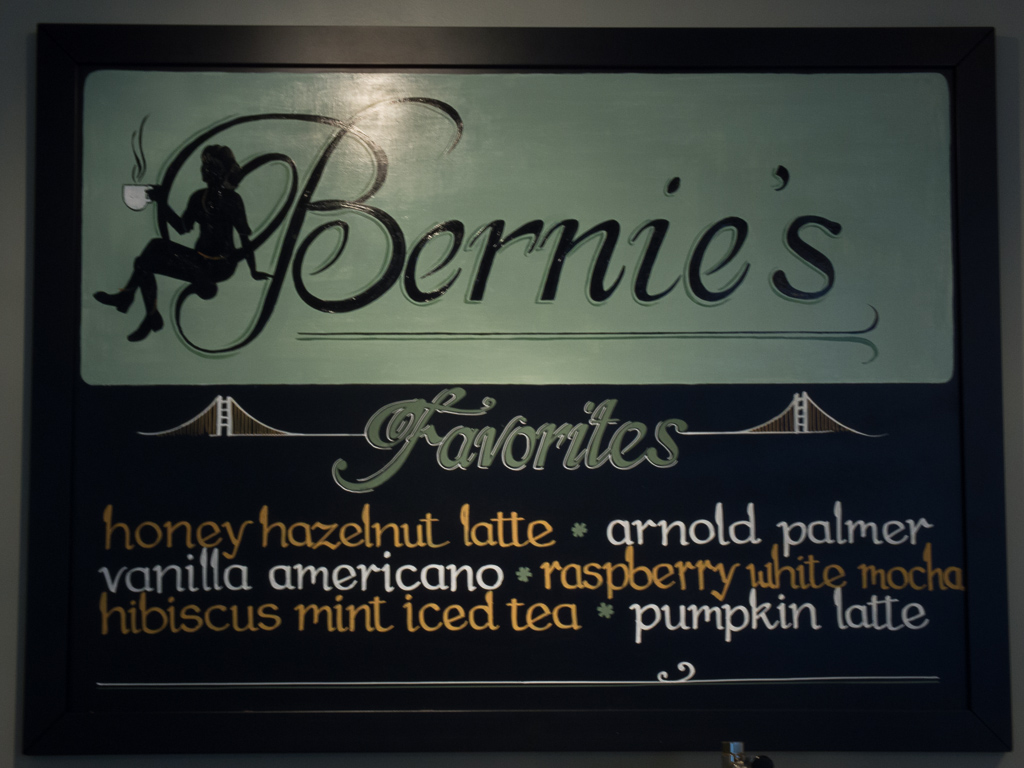 Bernie's
Favorites
honey hazelnut latte * arnold palmer
vanilla americano * raspberry white mocha
hibiscus mint iced tea * pumpkin latte